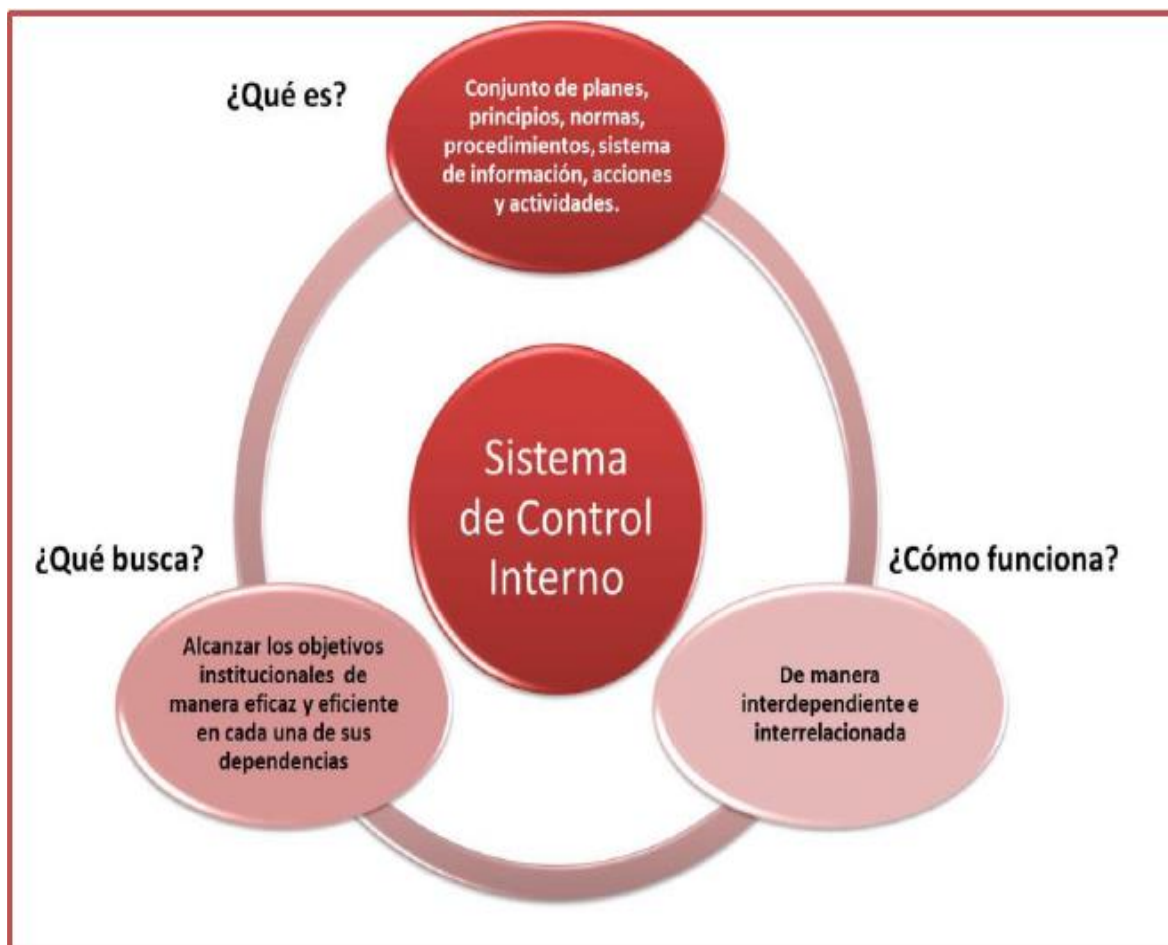 ¿Qué es?
Conjunto de planes,
principios, normas,
procedimientos, sistema
de información, acciones
y actividades.
Sistema
de Control
Interno
¿Qué busca?
Alcanzar los objetivos
institucionales de
manera eficaz y eficiente
en cada una de sus
dependencias
¿Cómo funciona?
De manera
interdependiente e
interrelacionada